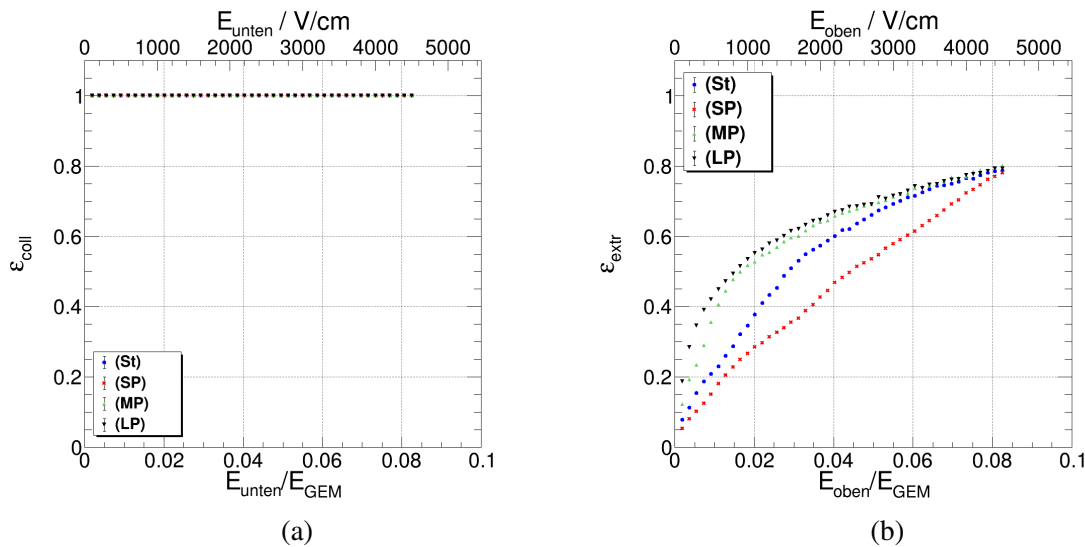 E_unten / V/cm
0 1000 2000 3000 4000 5000
ε_coll
1
0.8
0.6
0.4
0.2
0
(St)
(SP)
(MP)
(LP)
0 0.02 0.04 0.06 0.08 0.1
E_unten/E_GEM
(a)
E_oben / V/cm
0 1000 2000 3000 4000 5000
ε_extr
1
0.8
0.6
0.4
0.2
0
(St)
(SP)
(MP)
(LP)
0 0.02 0.04 0.06 0.08 0.1
E_oben/E_GEM
(b)